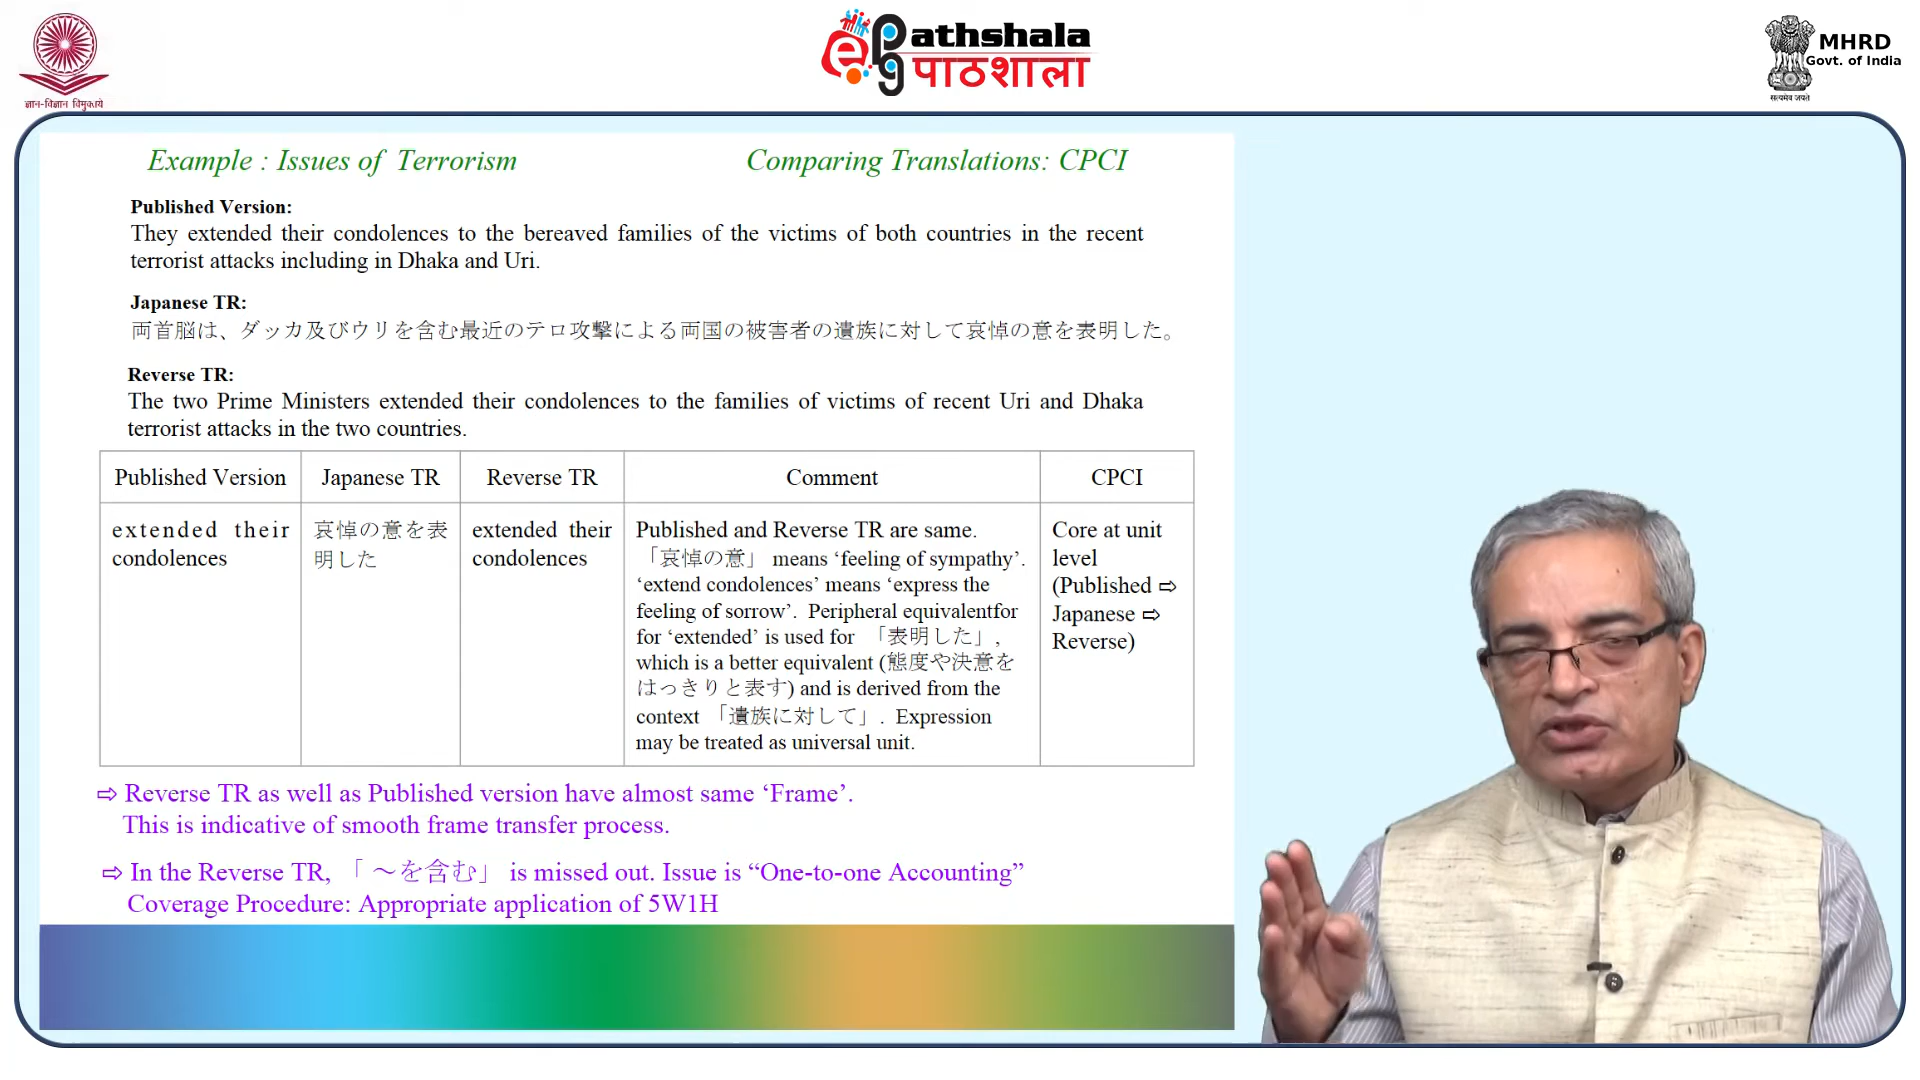 ज्ञान-विज्ञान विमुक्तये
ePathshala
पाठशाला
MHRD
Govt. of India
सत्यमेव जयते
Example : Issues of Terrorism
Comparing Translations: CPCI
Published Version:
They extended their condolences to the bereaved families of the victims of both countries in the recent
terrorist attacks including in Dhaka and Uri.
Japanese TR:
両首脳は、ダッカ及びウリを含む最近のテロ攻撃による両国の被害者の遺族に対して哀悼の意を表明した。
Reverse TR:
The two Prime Ministers extended their condolences to the families of victims of recent Uri and Dhaka
terrorist attacks in the two countries.
Published Version
Japanese TR
Reverse TR
Comment
CPCI
extended their
condolences
哀悼の意を表
明した
extended their
condolences
Published and Reverse TR are same.
「哀悼の意」 means ‘feeling of sympathy’.
‘extend condolences’ means ‘express the
feeling of sorrow’. Peripheral equivalentfor
for ‘extended’ is used for 「表明した」,
which is a better equivalent (態度や決意を
はっきりと表す) and is derived from the
context 「遺族に対して」. Expression
may be treated as universal unit.
Core at unit
level
(Published ⇨
Japanese ⇨
Reverse)
⇨ Reverse TR as well as Published version have almost same ‘Frame’.
This is indicative of smooth frame transfer process.
⇨ In the Reverse TR, 「 ～を含む」 is missed out. Issue is “One-to-one Accounting”
Coverage Procedure: Appropriate application of 5W1H